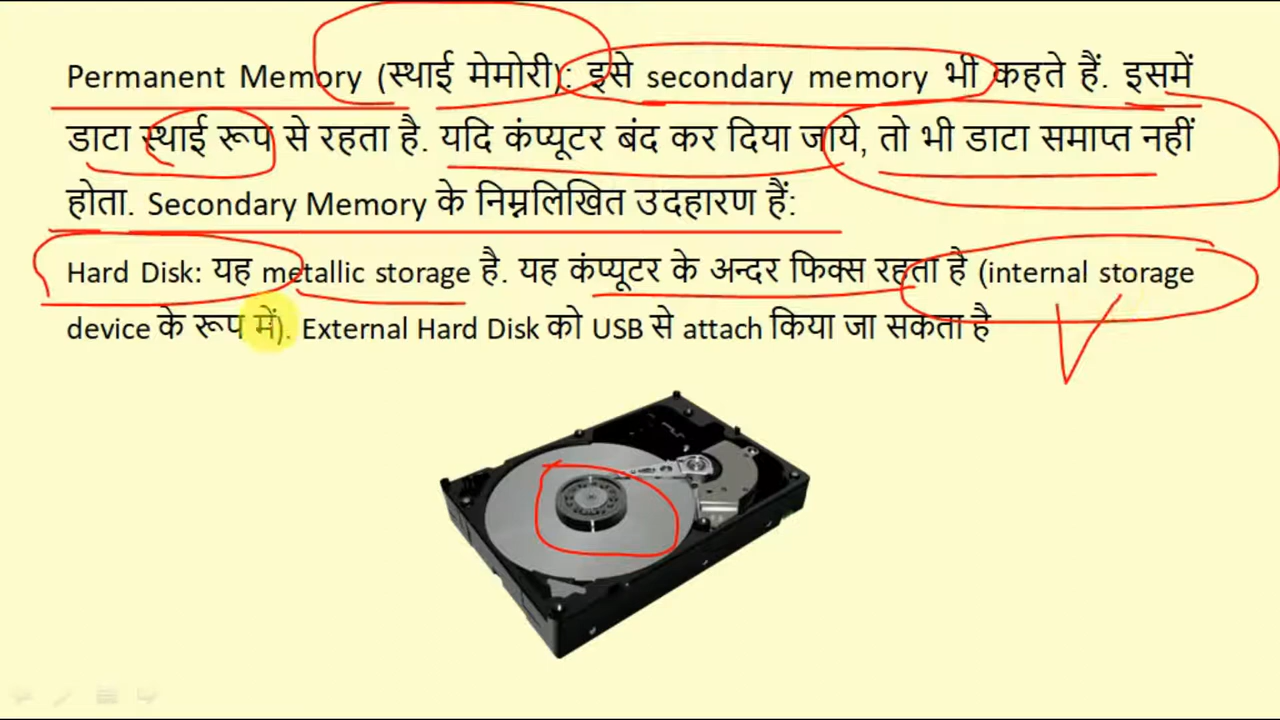 Permanent Memory (स्थाई मेमोरी): इसे secondary memory भी कहते हैं. इसमें
डाटा स्थाई रूप से रहता है. यदि कंप्यूटर बंद कर दिया जाये, तो भी डाटा समाप्त नहीं
होता. Secondary Memory के निम्नलिखित उदहारण हैं:
Hard Disk: यह metallic storage है. यह कंप्यूटर के अन्दर फिक्स रहता है (internal storage
device के रूप में). External Hard Disk को USB से attach किया जा सकता है